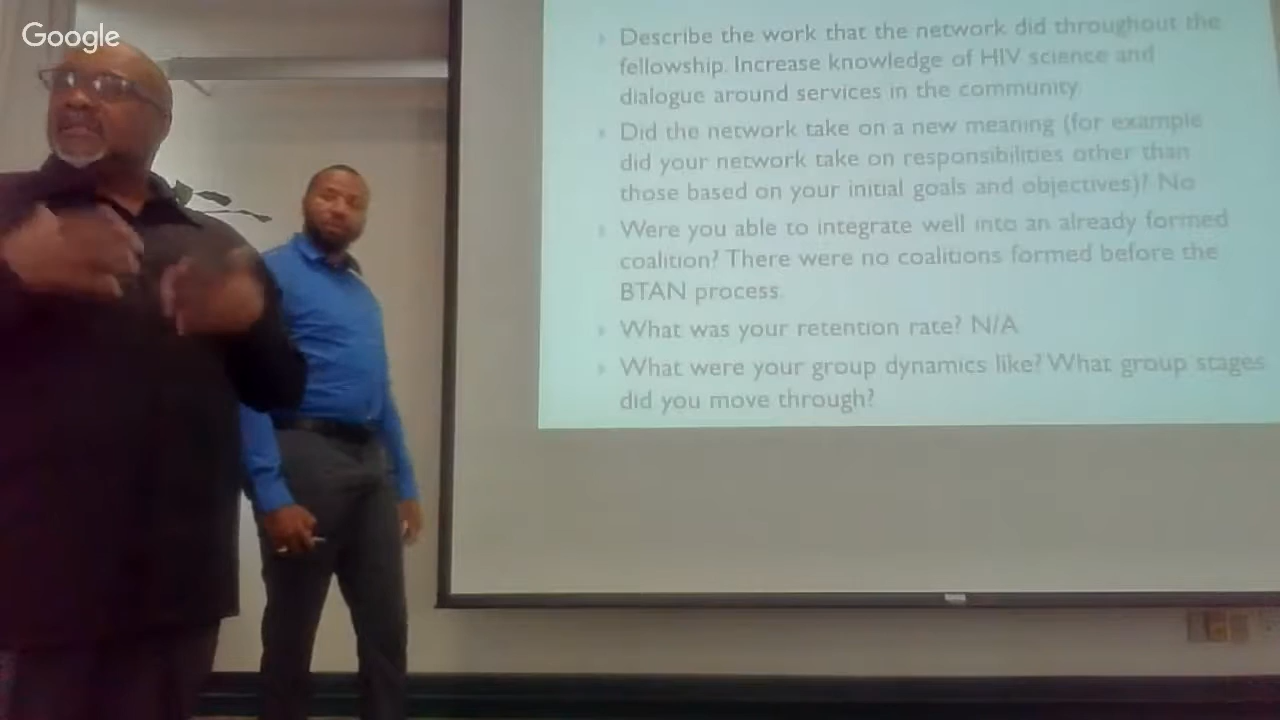 Google
Describe the work that the network did throughout the
fellowship. Increase knowledge of HIV science and
dialogue around services in the community.
Did the network take on a new meaning (for example
did your network take on responsibilities other than
those based on your initial goals and objectives)? No
Were you able to integrate well into an already formed
coalition? There were no coalitions formed before the
BTAN process.
What was your retention rate? N/A
What were your group dynamics like? What group stages
did you move through?